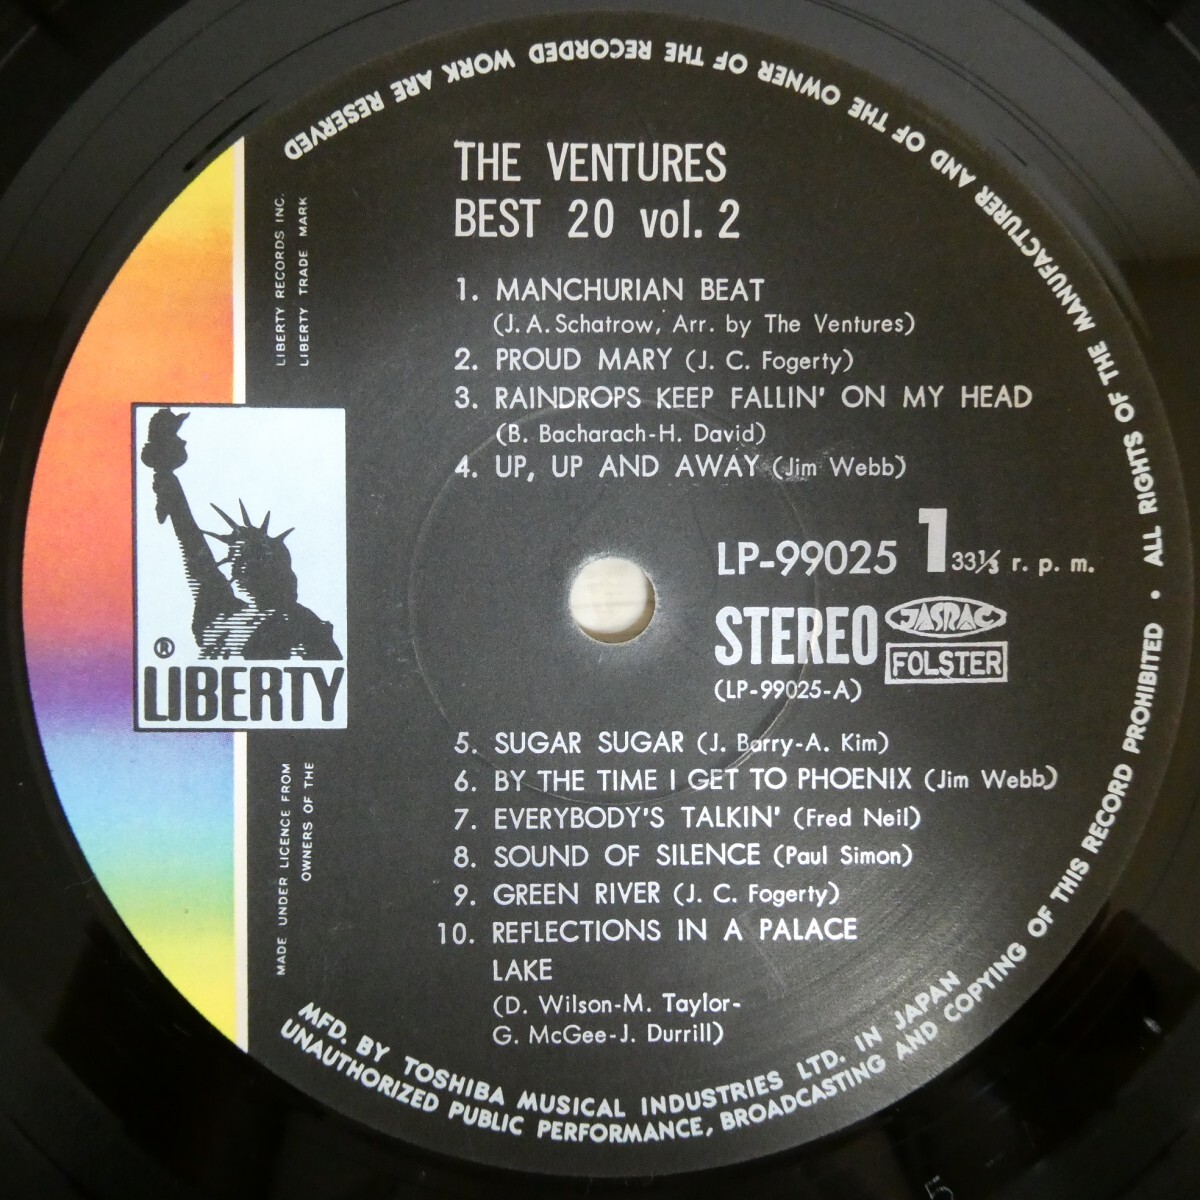 THE VENTURES
BEST 20 vol. 2
1. MANCHURIAN BEAT
(J. A. Schatrow, Arr. by The Ventures)
2. PROUD MARY (J. C. Fogerty)
3. RAINDROPS KEEP FALLIN' ON MY HEAD
(B. Bacharach-H. David)
4. UP, UP AND AWAY (Jim Webb)
LP-99025 1 33⅓ r. p. m.
STEREO JASRAC
FOLSTER
(LP-99025-A)
5. SUGAR SUGAR (J. Barry-A. Kim)
6. BY THE TIME I GET TO PHOENIX (Jim Webb)
7. EVERYBODY'S TALKIN' (Fred Neil)
8. SOUND OF SILENCE (Paul Simon)
9. GREEN RIVER (J. C. Fogerty)
10. REFLECTIONS IN A PALACE
LAKE
(D. Wilson-M. Taylor-
G. McGee-J. Durrill)
LIBERTY RECORDS INC.
LIBERTY TRADE MARK
®
LIBERTY
MADE UNDER LICENCE FROM
OWNERS OF THE
MFD. BY TOSHIBA MUSICAL INDUSTRIES LTD. IN JAPAN
UNAUTHORIZED PUBLIC PERFORMANCE, BROADCASTING AND COPYING OF THIS RECORD PROHIBITED • ALL RIGHTS OF THE MANUFACTURER AND OF THE OWNER OF THE RECORDED WORK ARE RESERVED
5